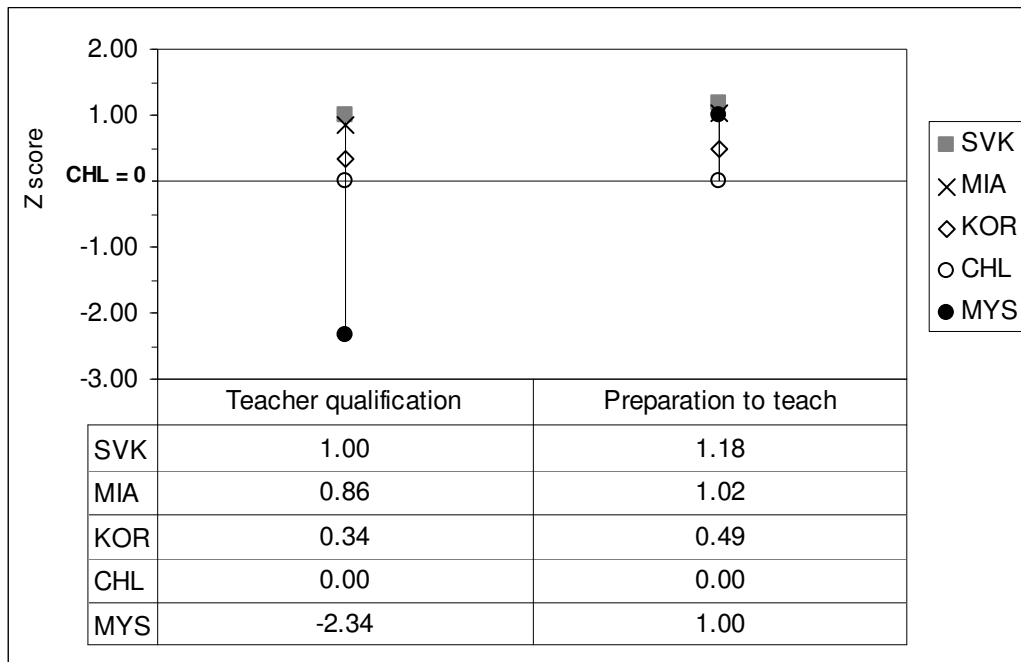 2.00
1.00
CHL = 0
-1.00
-2.00
-3.00
Z score
SVK
MIA
KOR
CHL
MYS
Teacher qualification Preparation to teach
SVK 1.00 1.18
MIA 0.86 1.02
KOR 0.34 0.49
CHL 0.00 0.00
MYS -2.34 1.00